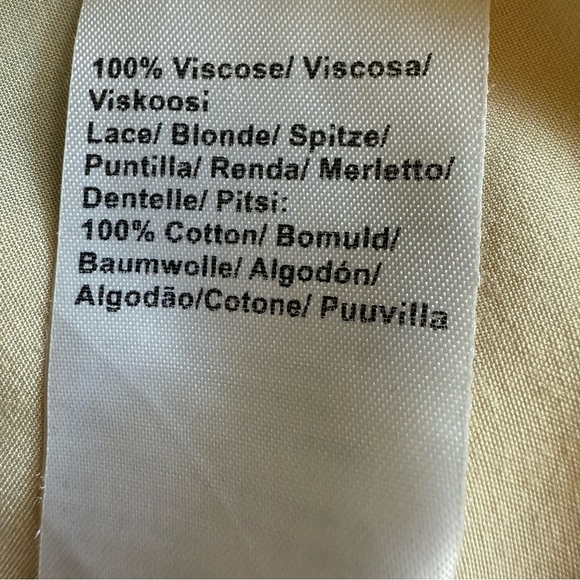 100% Viscose/ Viscosa/
Viskoosi
Lace/ Blonde/ Spitze/
Puntilla/ Renda/ Merletto/
Dentelle/ Pitsi:
100% Cotton/ Bomuld/
Baumwolle/ Algodón/
Algodão/Cotone/ Puuvilla